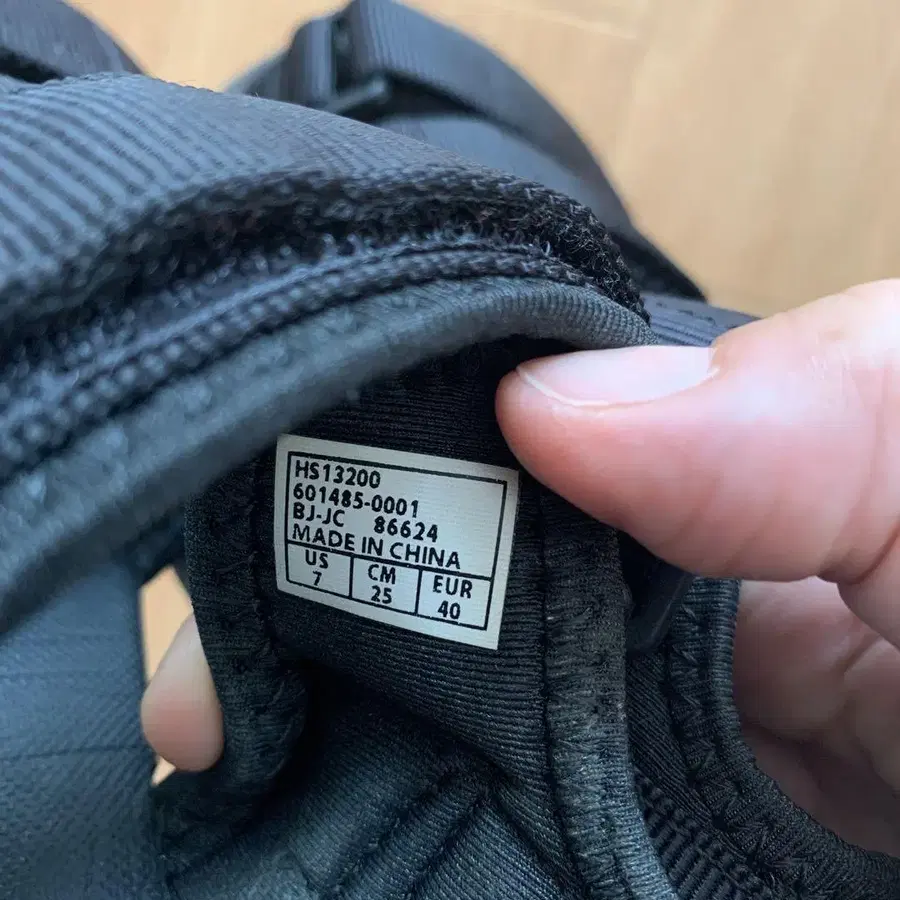 HS13200
601485-0001
BJ-JC 86624
MADE IN CHINA
US CM EUR
7 25 40